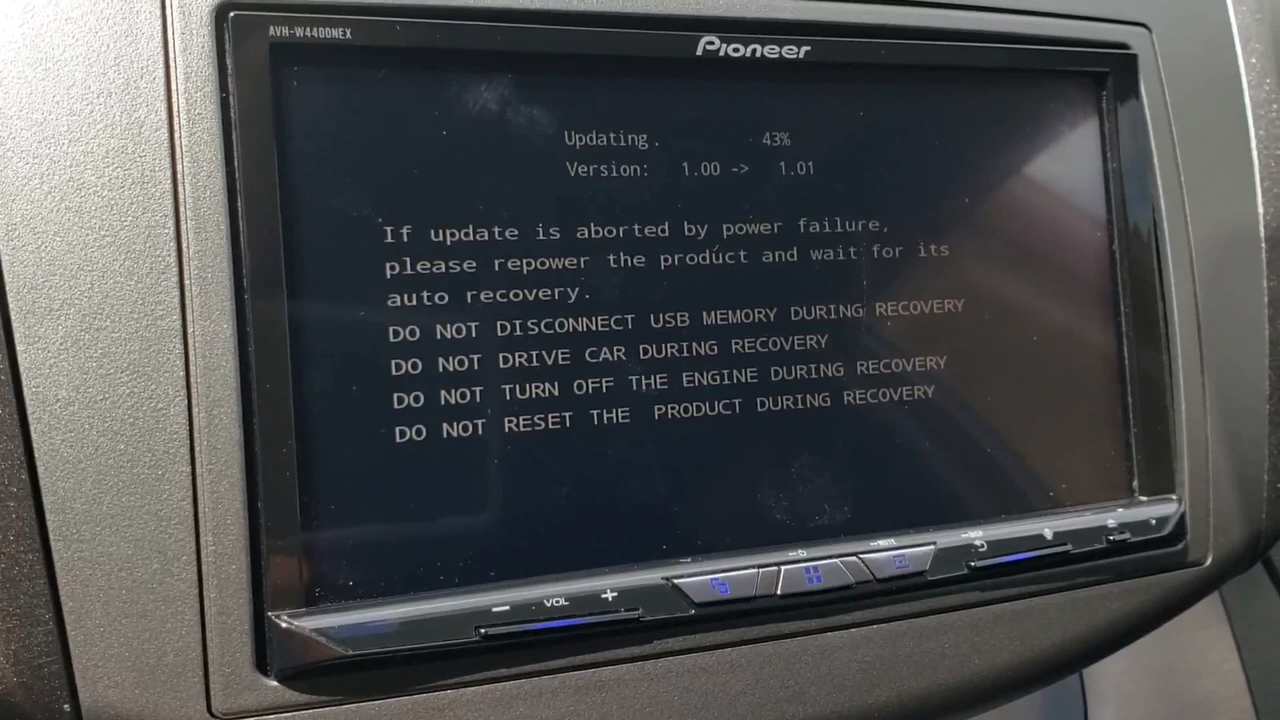 AVH-W4400NEX
Pioneer
Updating. 43%
Version: 1.00 -> 1.01
If update is aborted by power failure,
please repower the product and wait for its
auto recovery.
DO NOT DISCONNECT USB MEMORY DURING RECOVERY
DO NOT DRIVE CAR DURING RECOVERY
DO NOT TURN OFF THE ENGINE DURING RECOVERY
DO NOT RESET THE PRODUCT DURING RECOVERY
MUTE
DISP
− VOL +